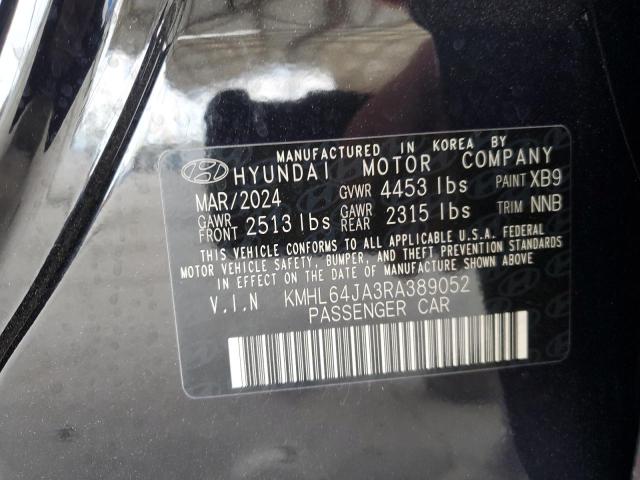 MANUFACTURED IN KOREA BY
HYUNDAI MOTOR COMPANY
MAR/2024 GVWR 4453 lbs PAINT XB9
GAWR FRONT 2513 lbs GAWR REAR 2315 lbs TRIM NNB
THIS VEHICLE CONFORMS TO ALL APPLICABLE U.S.A. FEDERAL
MOTOR VEHICLE SAFETY, BUMPER, AND THEFT PREVENTION STANDARDS
IN EFFECT ON THE DATE OF MANUFACTURE SHOWN ABOVE.
V.I.N KMHL64JA3RA389052
PASSENGER CAR